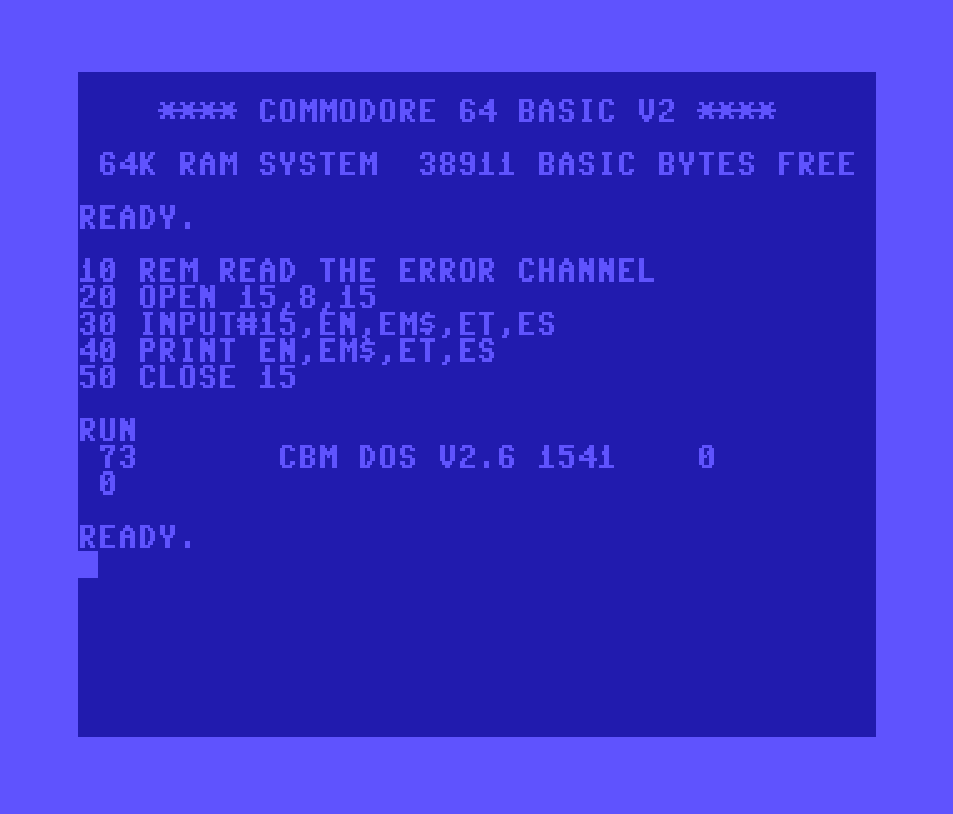 **** COMMODORE 64 BASIC V2 ****
64K RAM SYSTEM  38911 BASIC BYTES FREE
READY.
10 REM READ THE ERROR CHANNEL
20 OPEN 15,8,15
30 INPUT#15,EN,EM$,ET,ES
40 PRINT EN,EM$,ET,ES
50 CLOSE 15
RUN
 73       CBM DOS V2.6 1541    0
 0
READY.